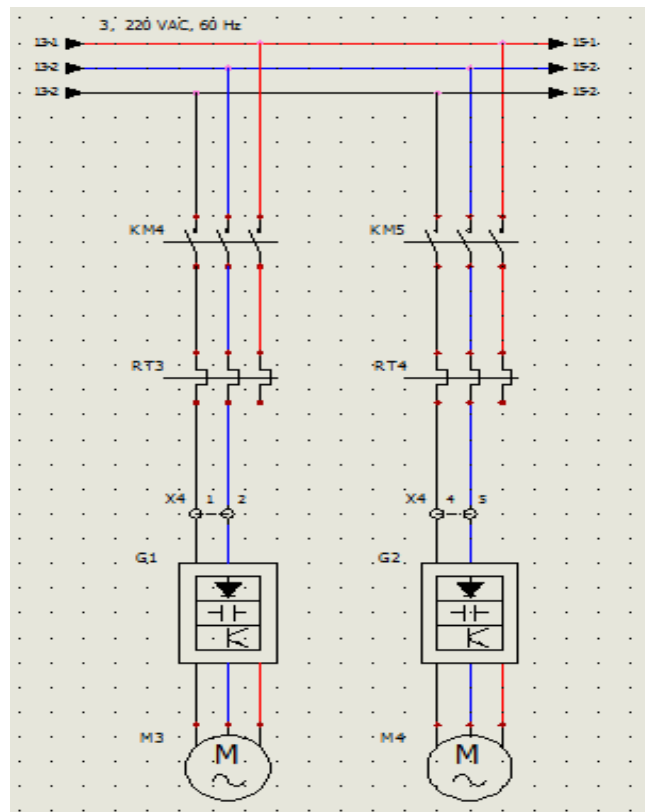 3, 220 VAC, 60 Hz
13-1 15-1
13-2 15-2
13-2 15-2
KM4 KM5
RT3 RT4
X4 1 2 X4 4 5
G1 G2
M3 M M4 M